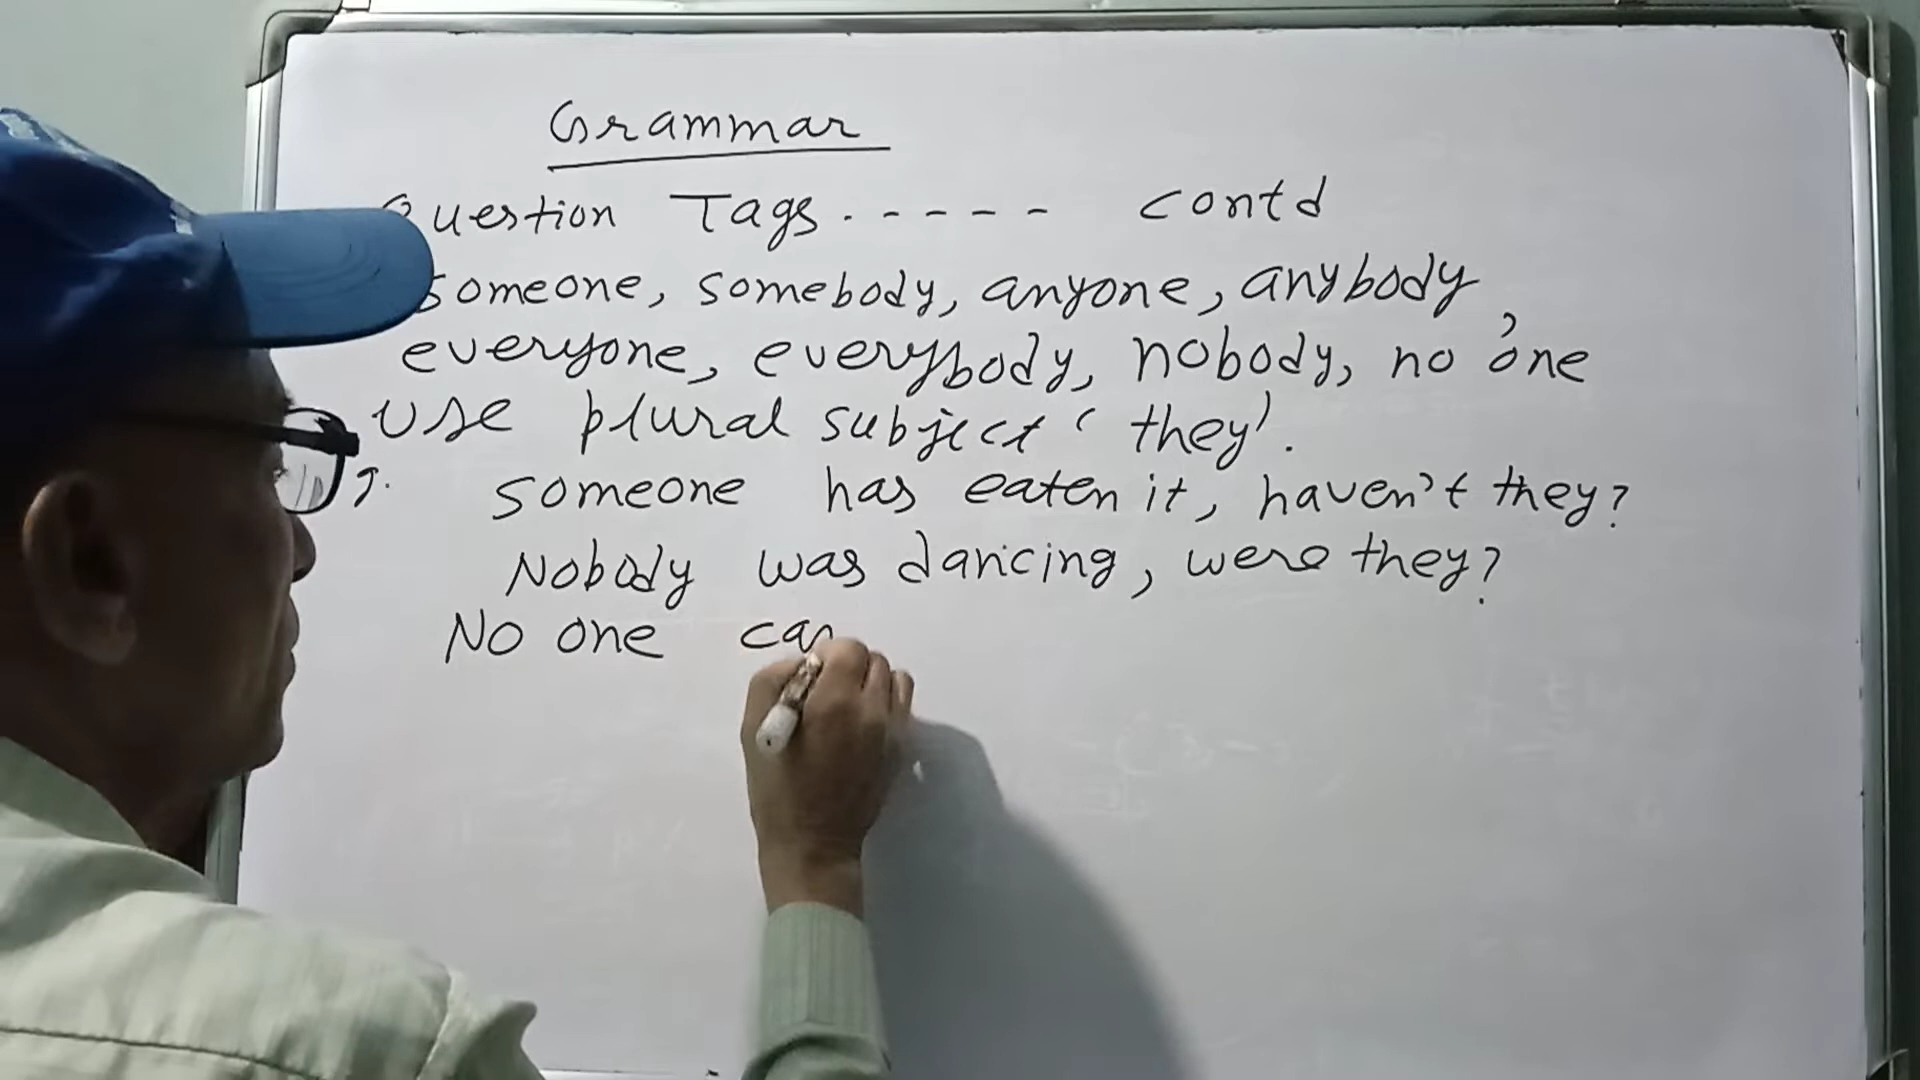 Grammar
Question Tags. - - - - - contd
someone, somebody, anyone, anybody,
everyone, everybody, nobody, no one
use plural subject 'they'.
1. someone has eaten it, haven't they?
Nobody was dancing, were they?
No one can